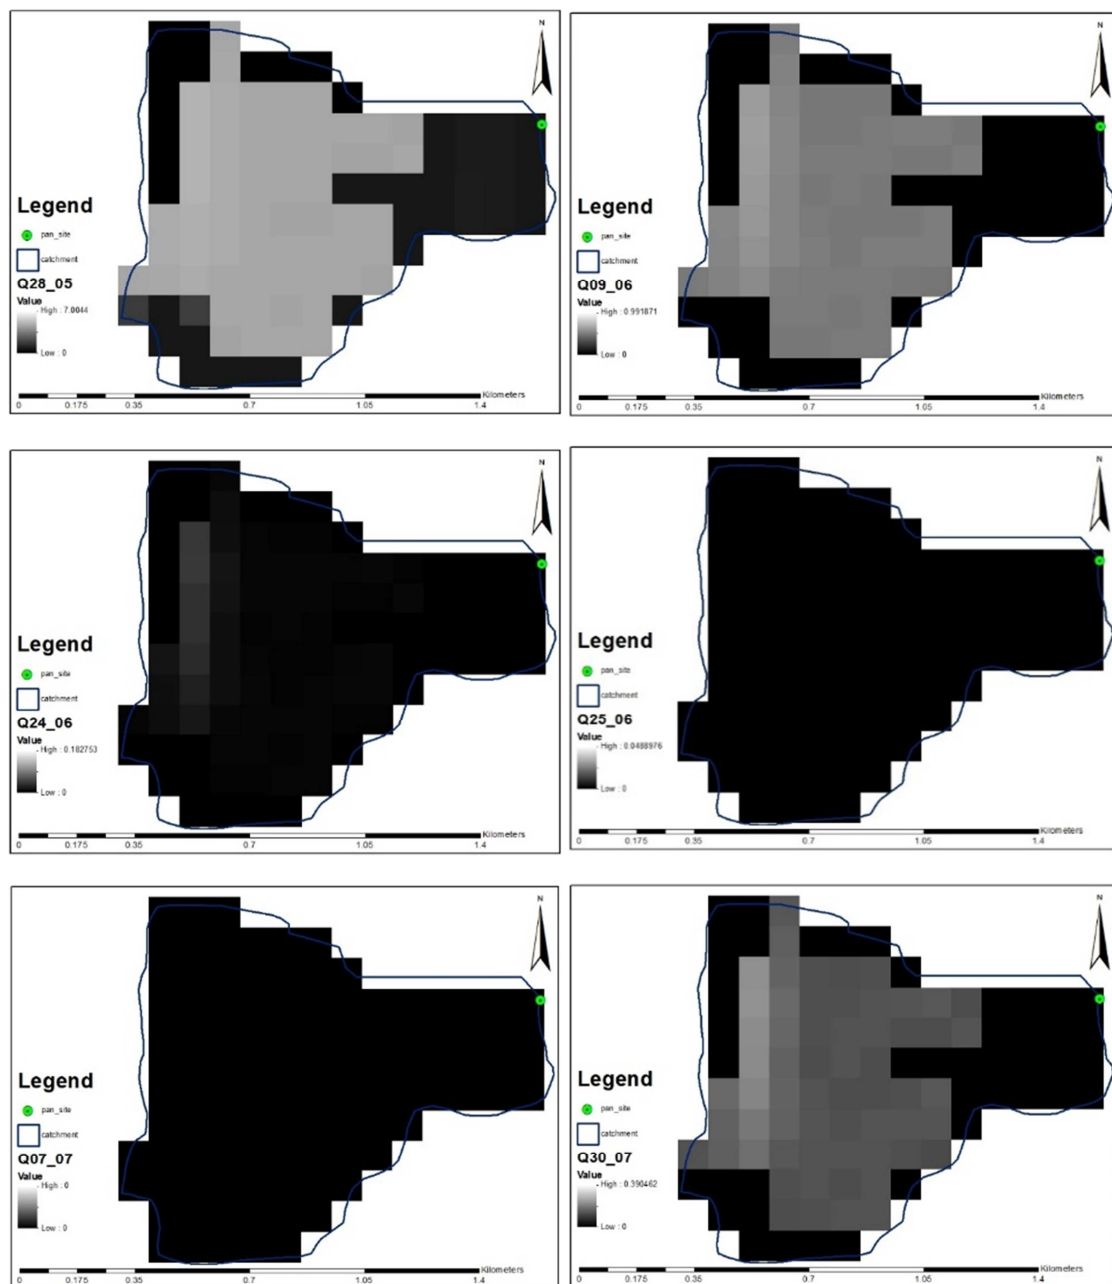 N
Legend
pan_site
catchment
Q28_05
Value
High : 7.0044
Low : 0
Kilometers
0 0.175 0.35 0.7 1.05 1.4
N
Legend
pan_site
catchment
Q09_06
Value
High : 0.991871
Low : 0
Kilometers
0 0.175 0.35 0.7 1.05 1.4
N
Legend
pan_site
catchment
Q24_06
Value
High : 0.182753
Low : 0
Kilometers
0 0.175 0.35 0.7 1.05 1.4
N
Legend
pan_site
catchment
Q25_06
Value
High : 0.0488976
Low : 0
Kilometers
0 0.175 0.35 0.7 1.05 1.4
N
Legend
pan_site
catchment
Q07_07
Value
High : 0
Low : 0
Kilometers
0 0.175 0.35 0.7 1.05 1.4
N
Legend
pan_site
catchment
Q30_07
Value
High : 0.390462
Low : 0
Kilometers
0 0.175 0.35 0.7 1.05 1.4